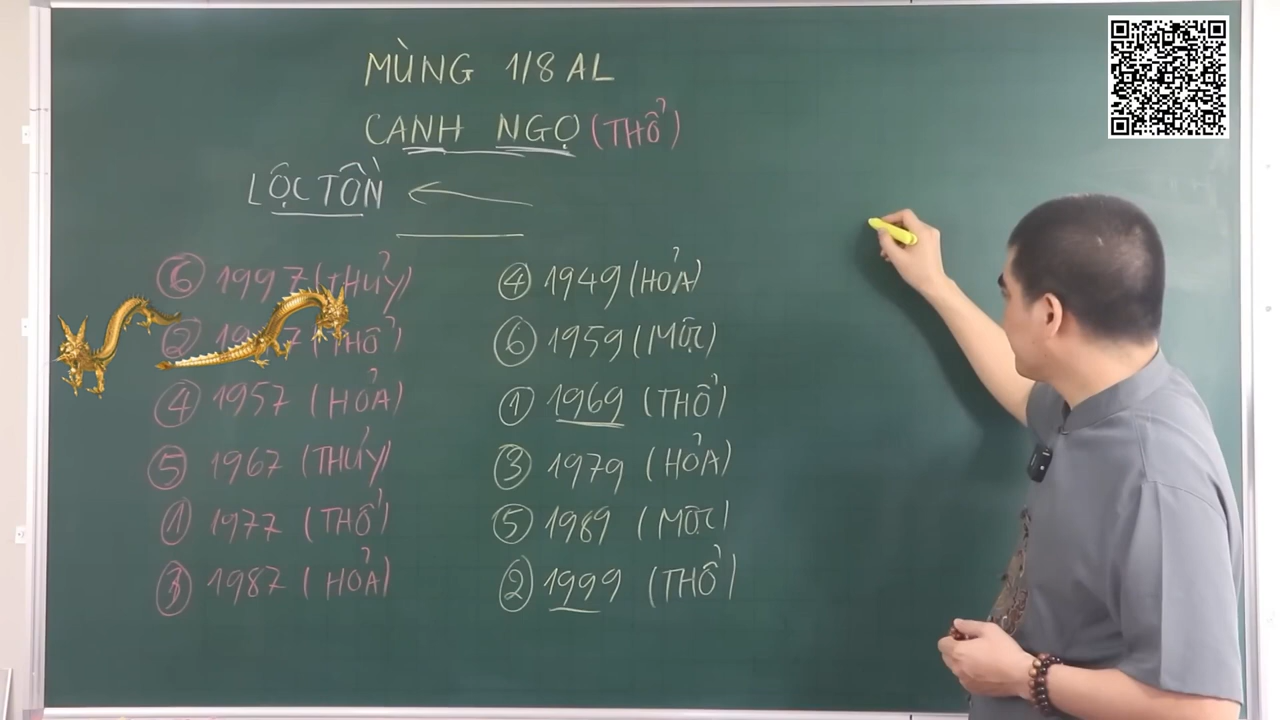 MÙNG 1/8 AL
CANH NGỌ (THỔ)
LỘC TỒN
⑥ 1997 (THỦY)
② (THỔ)
④ 1957 (HỎA)
⑤ 1967 (THỦY)
① 1977 (THỔ)
③ 1987 (HỎA)
④ 1949 (HỎA)
⑥ 1959 (MỘC)
① 1969 (THỔ)
③ 1979 (HỎA)
⑤ 1989 (MỘC)
② 1999 (THỔ)